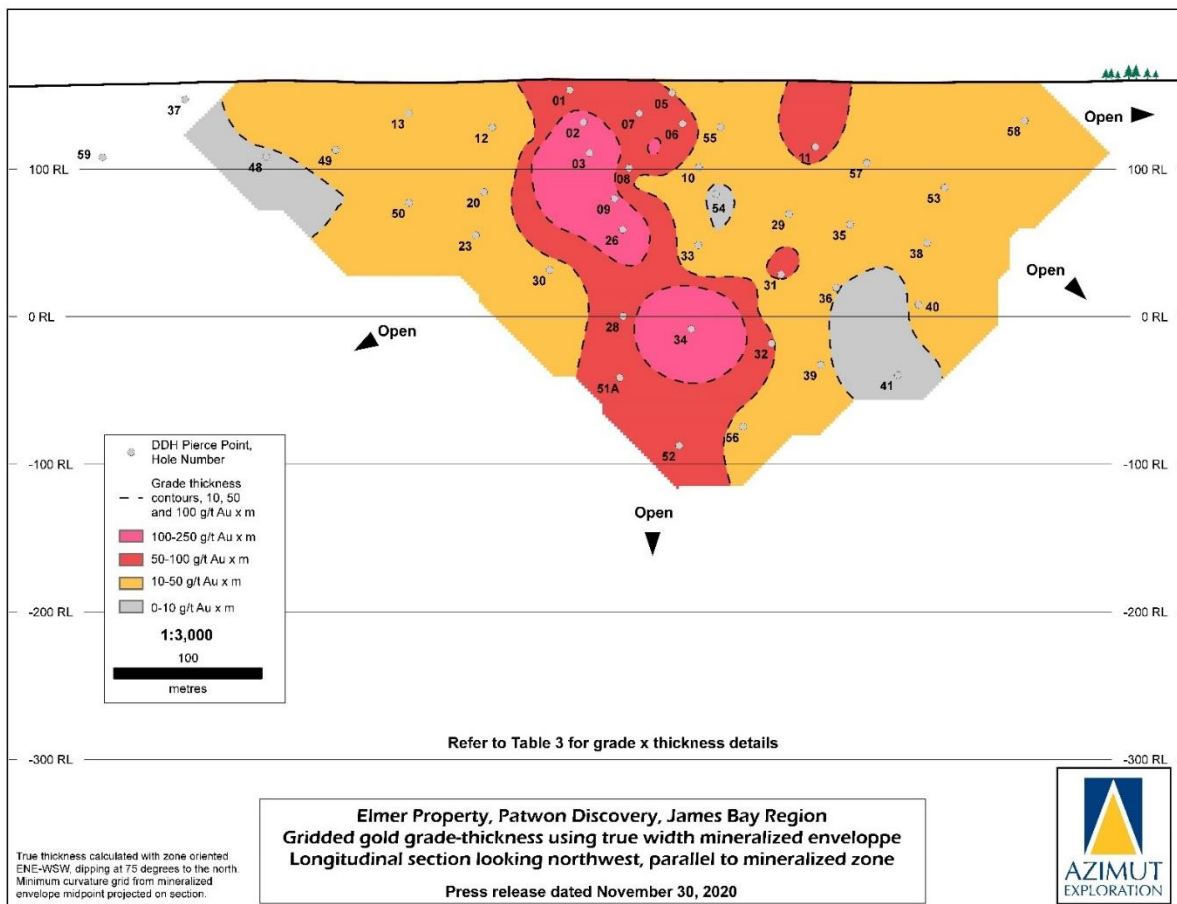 37
01
05
02
07
06
55
Open
58
13
12
59
48
49
03
08
10
11
57
100 RL
100 RL
50
20
09
54
29
35
53
23
26
33
38
Open
30
31
36
40
0 RL
0 RL
Open
28
34
32
51A
39
41
56
52
-100 RL
-100 RL
Open
DDH Pierce Point,
Hole Number
Grade thickness
contours, 10, 50
and 100 g/t Au x m
100-250 g/t Au x m
50-100 g/t Au x m
10-50 g/t Au x m
0-10 g/t Au x m
1:3,000
100
metres
-200 RL
-200 RL
Refer to Table 3 for grade x thickness details
-300 RL
-300 RL
Elmer Property, Patwon Discovery, James Bay Region
Gridded gold grade-thickness using true width mineralized enveloppe
Longitudinal section looking northwest, parallel to mineralized zone
Press release dated November 30, 2020
True thickness calculated with zone oriented
ENE-WSW, dipping at 75 degrees to the north.
Minimum curvature grid from mineralized
envelope midpoint projected on section.
AZIMUT
EXPLORATION